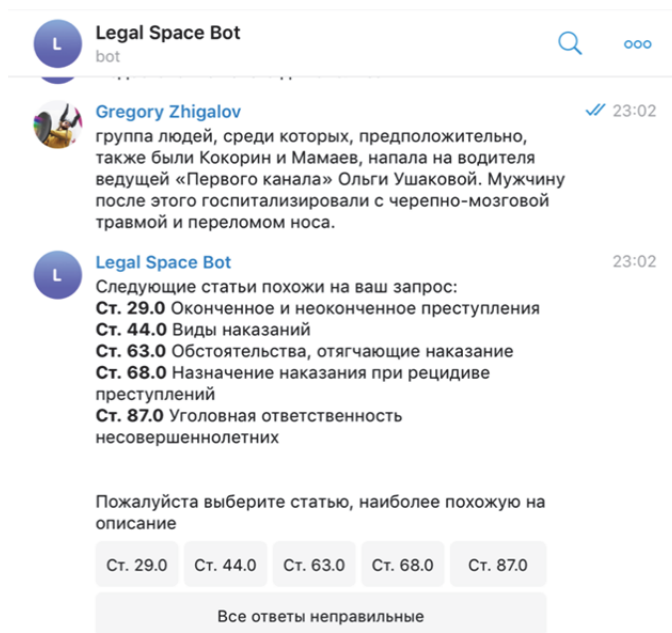 L
Legal Space Bot
bot
Gregory Zhigalov
23:02
группа людей, среди которых, предположительно,
также были Кокорин и Мамаев, напала на водителя
ведущей «Первого канала» Ольги Ушаковой. Мужчину
после этого госпитализировали с черепно-мозговой
травмой и переломом носа.
L
Legal Space Bot
23:02
Следующие статьи похожи на ваш запрос:
Ст. 29.0 Оконченное и неоконченное преступления
Ст. 44.0 Виды наказаний
Ст. 63.0 Обстоятельства, отягчающие наказание
Ст. 68.0 Назначение наказания при рецидиве
преступлений
Ст. 87.0 Уголовная ответственность
несовершеннолетних
Пожалуйста выберите статью, наиболее похожую на
описание
Ст. 29.0 Ст. 44.0 Ст. 63.0 Ст. 68.0 Ст. 87.0
Все ответы неправильные